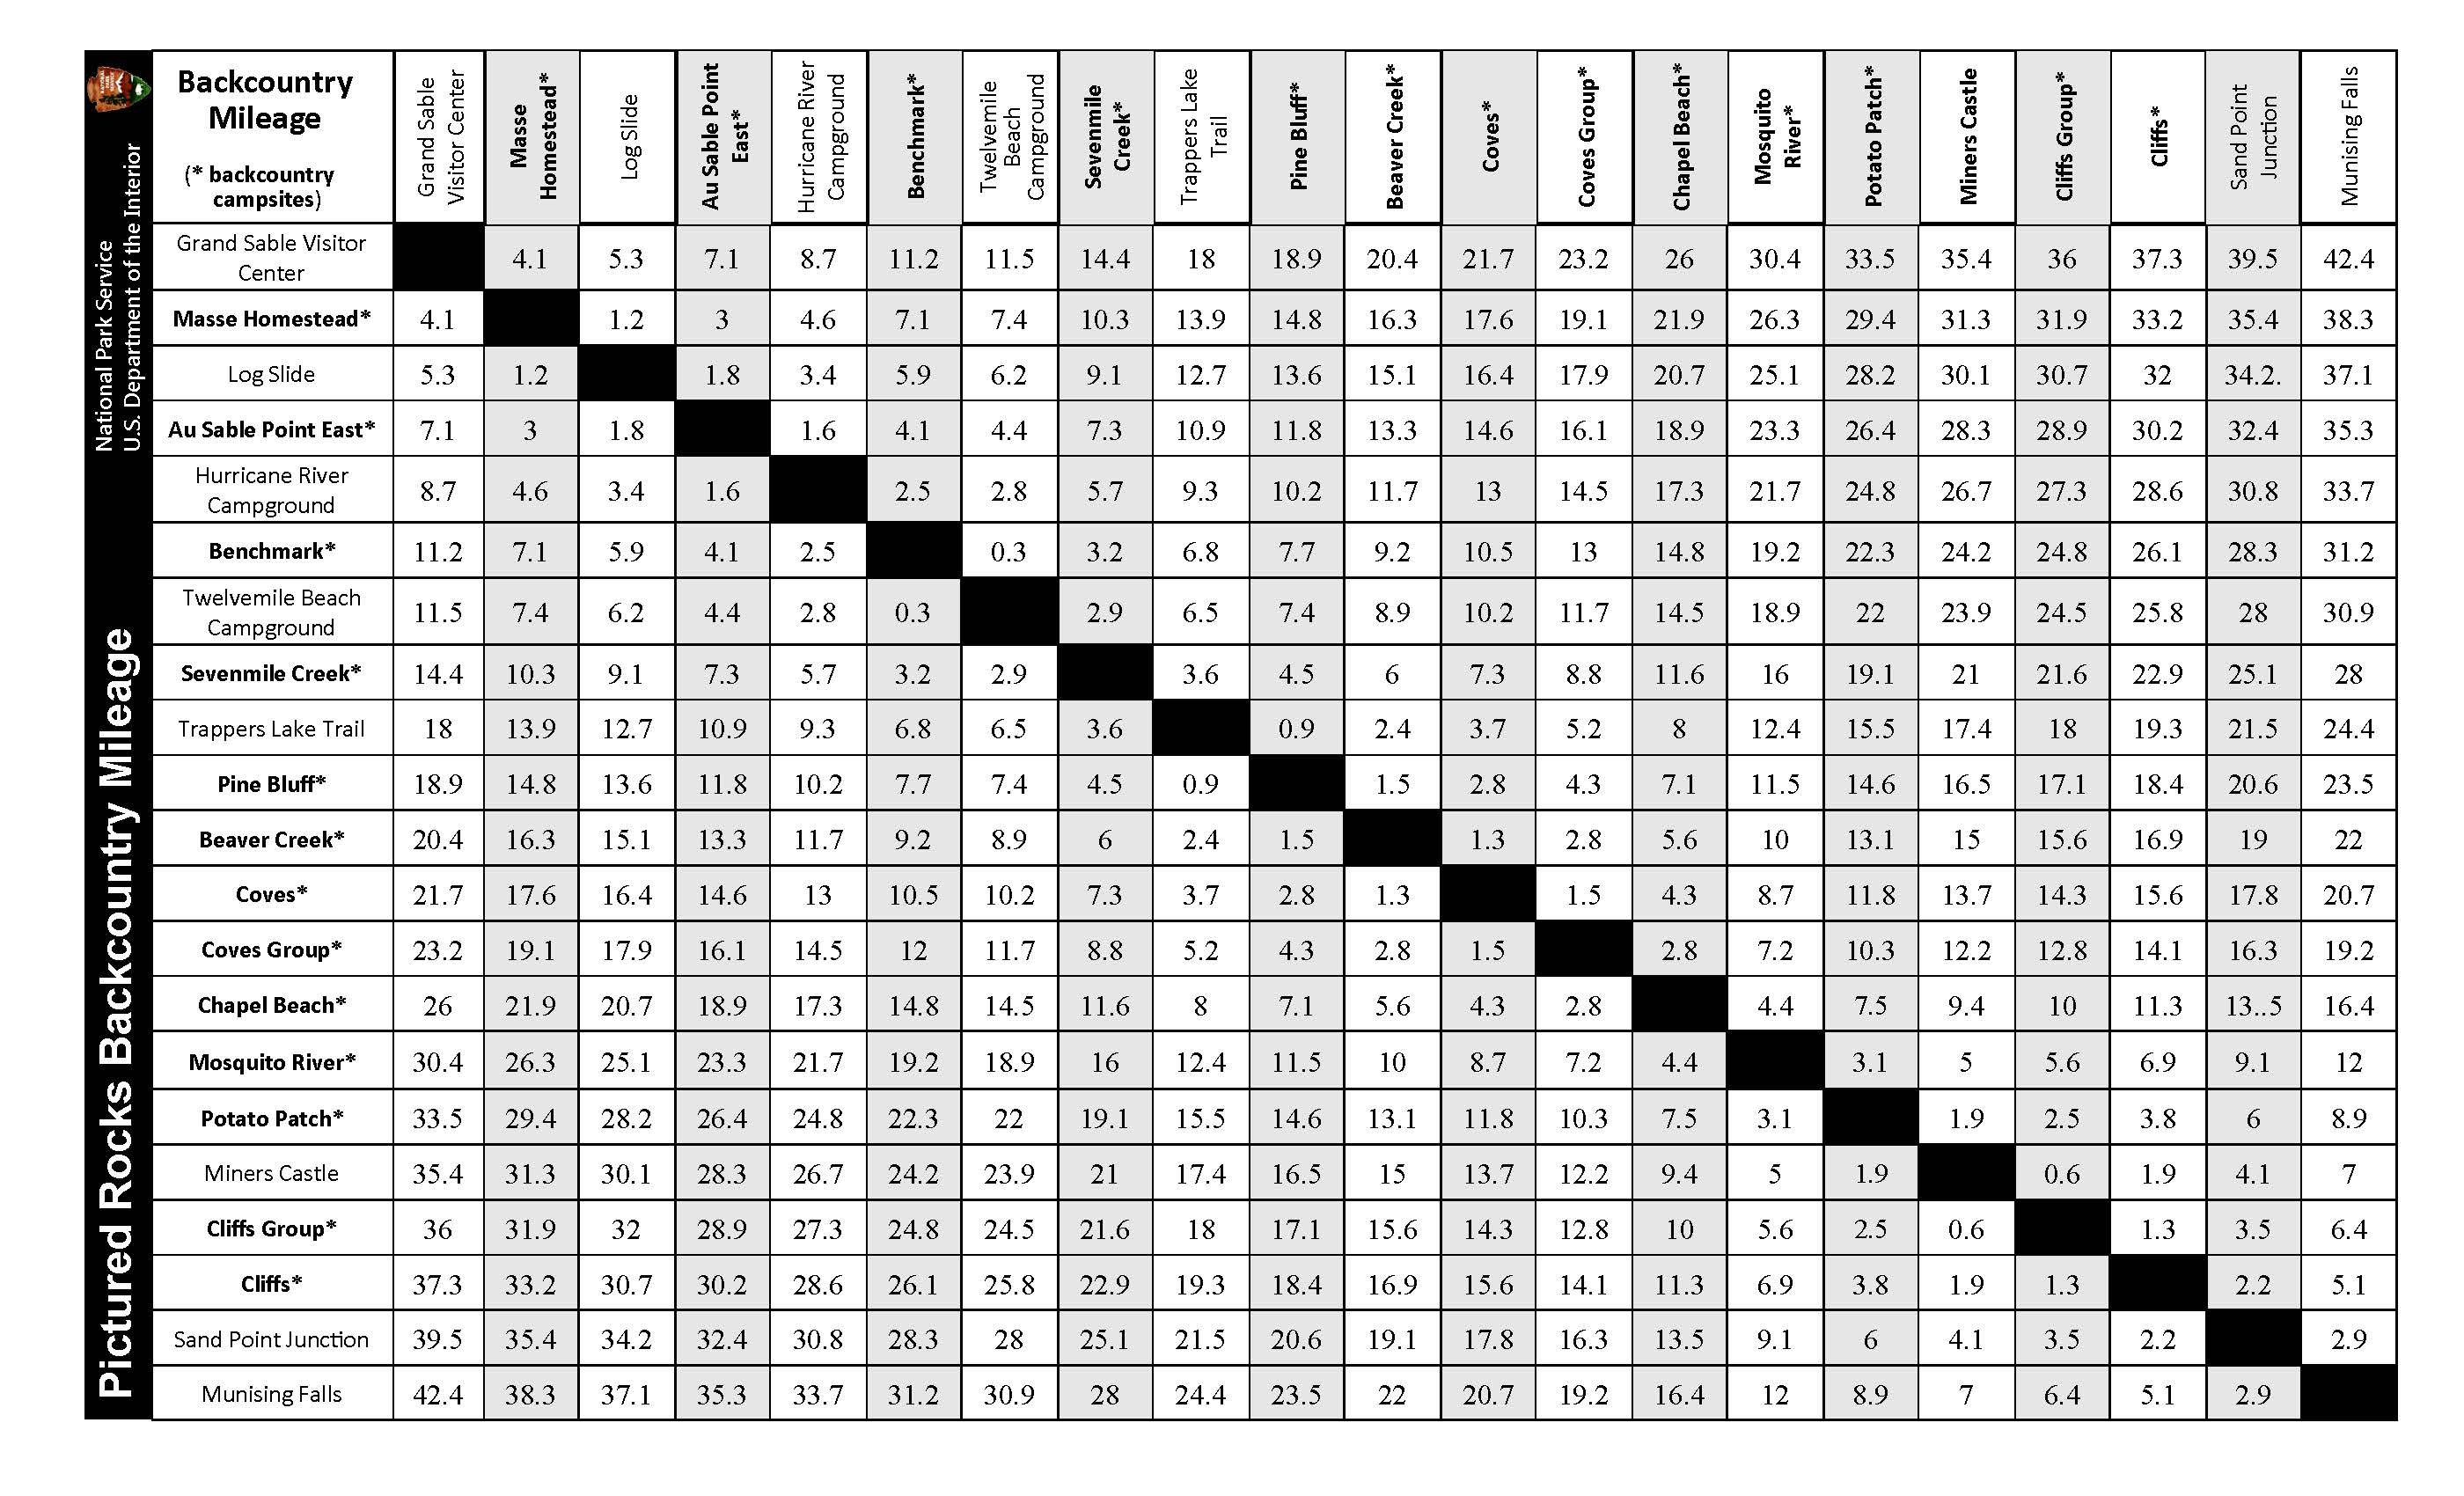 National Park Service
U.S. Department of the Interior
Pictured Rocks Backcountry Mileage
Backcountry
Mileage
(* backcountry
campsites)
Grand Sable
Visitor Center
Masse
Homestead*
Log Slide
Au Sable Point
East*
Hurricane River
Campground
Benchmark*
Twelvemile
Beach
Campground
Sevenmile
Creek*
Trappers Lake
Trail
Pine Bluff*
Beaver Creek*
Coves*
Coves Group*
Chapel Beach*
Mosquito
River*
Potato Patch*
Miners Castle
Cliffs Group*
Cliffs*
Sand Point
Junction
Munising Falls
Grand Sable Visitor
Center
4.1 5.3 7.1 8.7 11.2 11.5 14.4 18 18.9 20.4 21.7 23.2 26 30.4 33.5 35.4 36 37.3 39.5 42.4
Masse Homestead* 4.1 1.2 3 4.6 7.1 7.4 10.3 13.9 14.8 16.3 17.6 19.1 21.9 26.3 29.4 31.3 31.9 33.2 35.4 38.3
Log Slide 5.3 1.2 1.8 3.4 5.9 6.2 9.1 12.7 13.6 15.1 16.4 17.9 20.7 25.1 28.2 30.1 30.7 32 34.2. 37.1
Au Sable Point East* 7.1 3 1.8 1.6 4.1 4.4 7.3 10.9 11.8 13.3 14.6 16.1 18.9 23.3 26.4 28.3 28.9 30.2 32.4 35.3
Hurricane River
Campground
8.7 4.6 3.4 1.6 2.5 2.8 5.7 9.3 10.2 11.7 13 14.5 17.3 21.7 24.8 26.7 27.3 28.6 30.8 33.7
Benchmark* 11.2 7.1 5.9 4.1 2.5 0.3 3.2 6.8 7.7 9.2 10.5 13 14.8 19.2 22.3 24.2 24.8 26.1 28.3 31.2
Twelvemile Beach
Campground
11.5 7.4 6.2 4.4 2.8 0.3 2.9 6.5 7.4 8.9 10.2 11.7 14.5 18.9 22 23.9 24.5 25.8 28 30.9
Sevenmile Creek* 14.4 10.3 9.1 7.3 5.7 3.2 2.9 3.6 4.5 6 7.3 8.8 11.6 16 19.1 21 21.6 22.9 25.1 28
Trappers Lake Trail 18 13.9 12.7 10.9 9.3 6.8 6.5 3.6 0.9 2.4 3.7 5.2 8 12.4 15.5 17.4 18 19.3 21.5 24.4
Pine Bluff* 18.9 14.8 13.6 11.8 10.2 7.7 7.4 4.5 0.9 1.5 2.8 4.3 7.1 11.5 14.6 16.5 17.1 18.4 20.6 23.5
Beaver Creek* 20.4 16.3 15.1 13.3 11.7 9.2 8.9 6 2.4 1.5 1.3 2.8 5.6 10 13.1 15 15.6 16.9 19 22
Coves* 21.7 17.6 16.4 14.6 13 10.5 10.2 7.3 3.7 2.8 1.3 1.5 4.3 8.7 11.8 13.7 14.3 15.6 17.8 20.7
Coves Group* 23.2 19.1 17.9 16.1 14.5 12 11.7 8.8 5.2 4.3 2.8 1.5 2.8 7.2 10.3 12.2 12.8 14.1 16.3 19.2
Chapel Beach* 26 21.9 20.7 18.9 17.3 14.8 14.5 11.6 8 7.1 5.6 4.3 2.8 4.4 7.5 9.4 10 11.3 13..5 16.4
Mosquito River* 30.4 26.3 25.1 23.3 21.7 19.2 18.9 16 12.4 11.5 10 8.7 7.2 4.4 3.1 5 5.6 6.9 9.1 12
Potato Patch* 33.5 29.4 28.2 26.4 24.8 22.3 22 19.1 15.5 14.6 13.1 11.8 10.3 7.5 3.1 1.9 2.5 3.8 6 8.9
Miners Castle 35.4 31.3 30.1 28.3 26.7 24.2 23.9 21 17.4 16.5 15 13.7 12.2 9.4 5 1.9 0.6 1.9 4.1 7
Cliffs Group* 36 31.9 32 28.9 27.3 24.8 24.5 21.6 18 17.1 15.6 14.3 12.8 10 5.6 2.5 0.6 1.3 3.5 6.4
Cliffs* 37.3 33.2 30.7 30.2 28.6 26.1 25.8 22.9 19.3 18.4 16.9 15.6 14.1 11.3 6.9 3.8 1.9 1.3 2.2 5.1
Sand Point Junction 39.5 35.4 34.2 32.4 30.8 28.3 28 25.1 21.5 20.6 19.1 17.8 16.3 13.5 9.1 6 4.1 3.5 2.2 2.9
Munising Falls 42.4 38.3 37.1 35.3 33.7 31.2 30.9 28 24.4 23.5 22 20.7 19.2 16.4 12 8.9 7 6.4 5.1 2.9